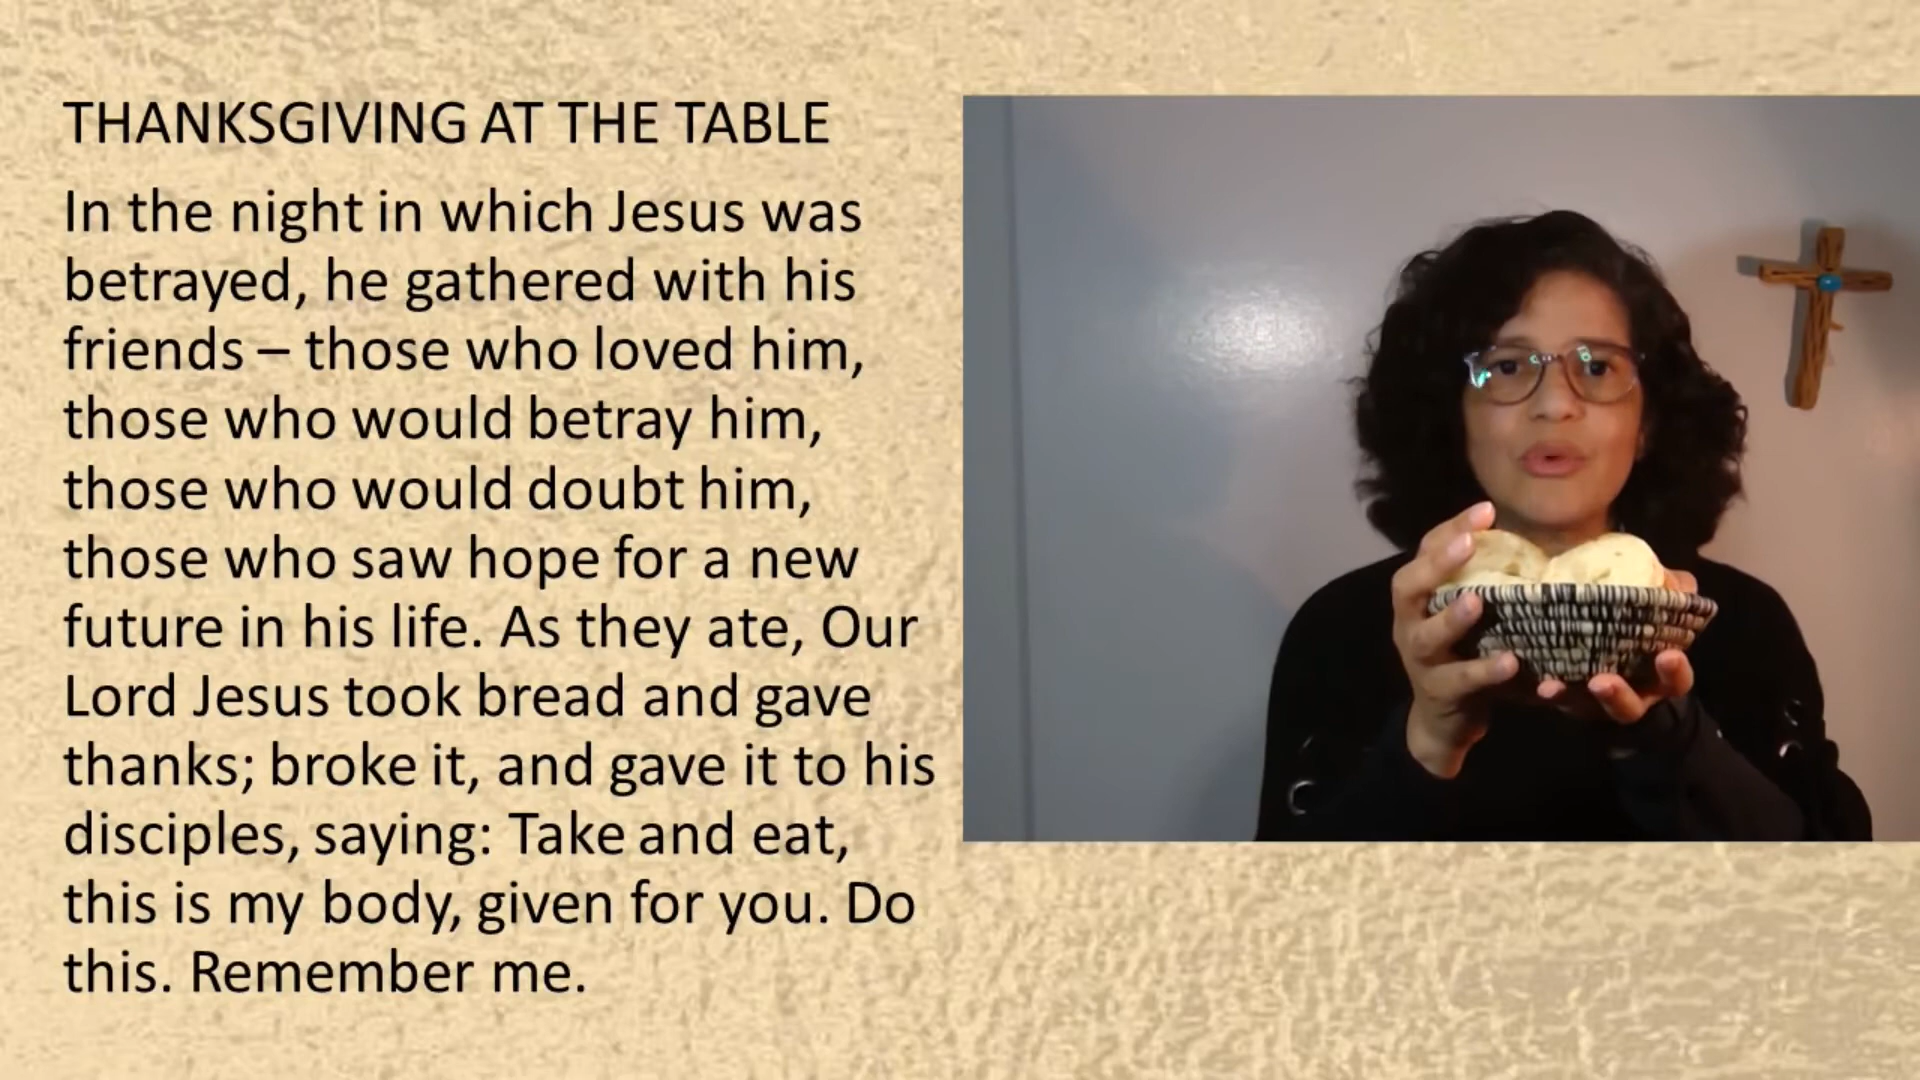 THANKSGIVING AT THE TABLE
In the night in which Jesus was
betrayed, he gathered with his
friends – those who loved him,
those who would betray him,
those who would doubt him,
those who saw hope for a new
future in his life. As they ate, Our
Lord Jesus took bread and gave
thanks; broke it, and gave it to his
disciples, saying: Take and eat,
this is my body, given for you. Do
this. Remember me.